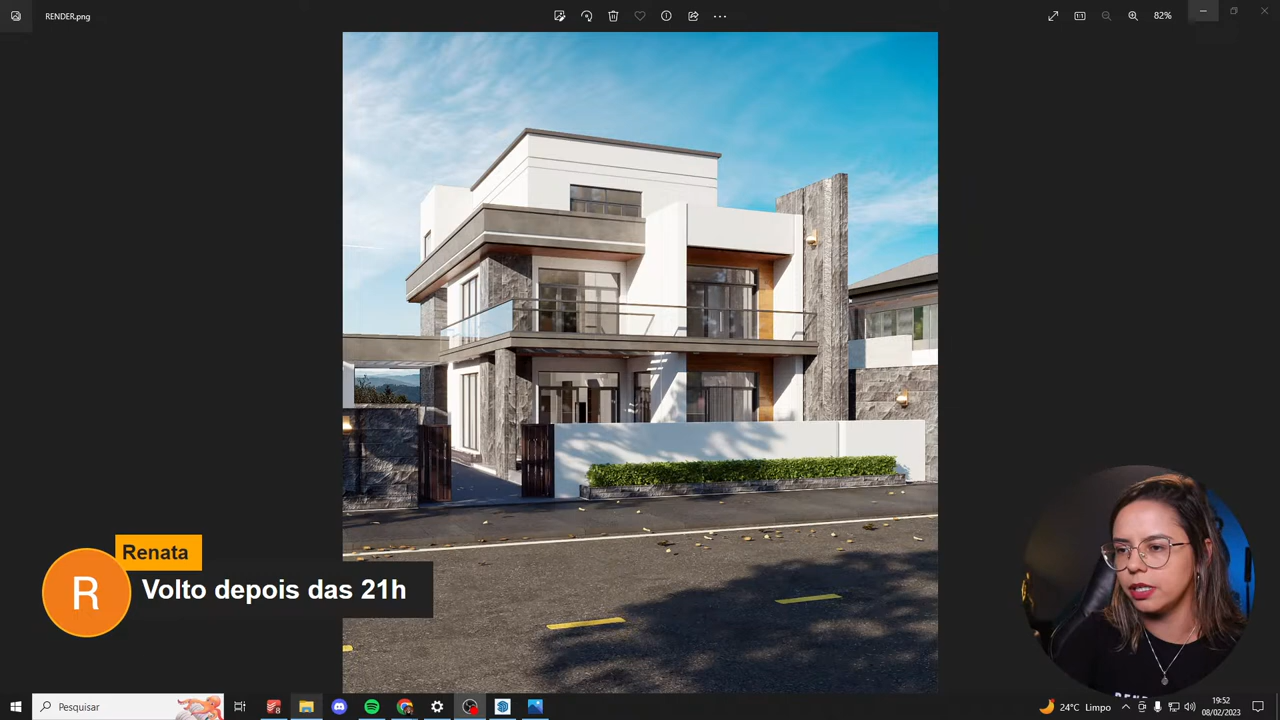 RENDER.png
82%
Renata
R
Volto depois das 21h
Pesquisar
24°C Limpo
19:52
08/02/2023